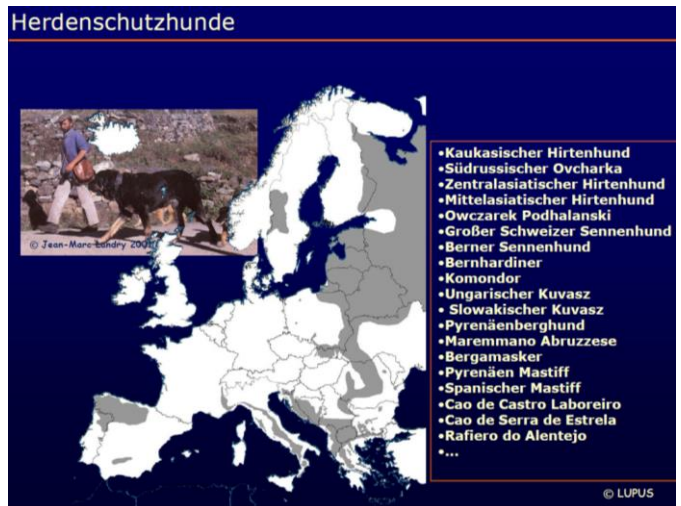 Herdenschutzhunde
© Jean-Marc Landry 2001
•Kaukasischer Hirtenhund
•Südrussischer Ovcharka
•Zentralasiatischer Hirtenhund
•Mittelasiatischer Hirtenhund
•Owczarek Podhalanski
•Großer Schweizer Sennenhund
•Berner Sennenhund
•Bernhardiner
•Komondor
•Ungarischer Kuvasz
• Slowakischer Kuvasz
•Pyrenäenberghund
•Maremmano Abruzzese
•Bergamasker
•Pyrenäen Mastiff
•Spanischer Mastiff
•Cao de Castro Laboreiro
•Cao de Serra de Estrela
•Rafiero do Alentejo
•...
© LUPUS